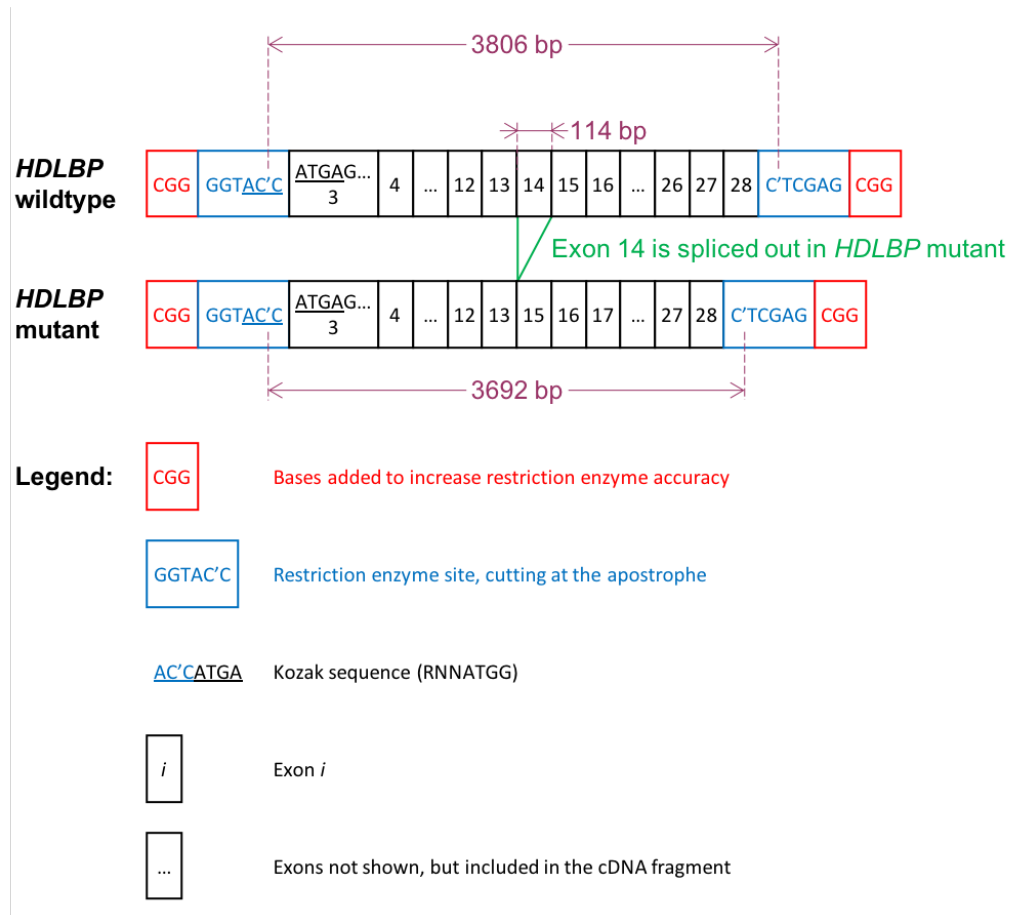 3806 bp
114 bp
HDLBP wildtype
CGG GGTAC'C ATGAG... 3 4 ... 12 13 14 15 16 ... 26 27 28 C'TCGAG CGG
Exon 14 is spliced out in HDLBP mutant
HDLBP mutant
CGG GGTAC'C ATGAG... 3 4 ... 12 13 15 16 17 ... 27 28 C'TCGAG CGG
3692 bp
Legend:
CGG Bases added to increase restriction enzyme accuracy
GGTAC'C Restriction enzyme site, cutting at the apostrophe
AC'CATGA Kozak sequence (RNNATGG)
i Exon i
... Exons not shown, but included in the cDNA fragment